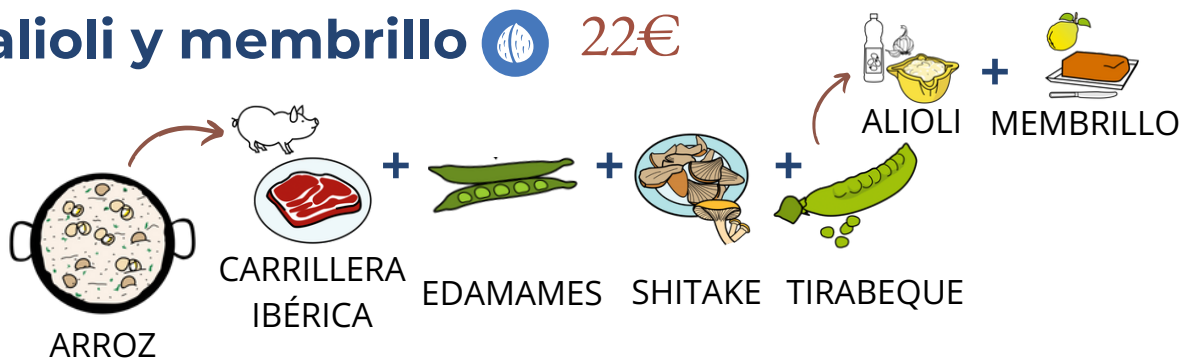 alioli y membrillo 22€
ALIOLI + MEMBRILLO
+ + +
CARRILLERA
IBÉRICA
EDAMAMES
SHITAKE
TIRABEQUE
ARROZ